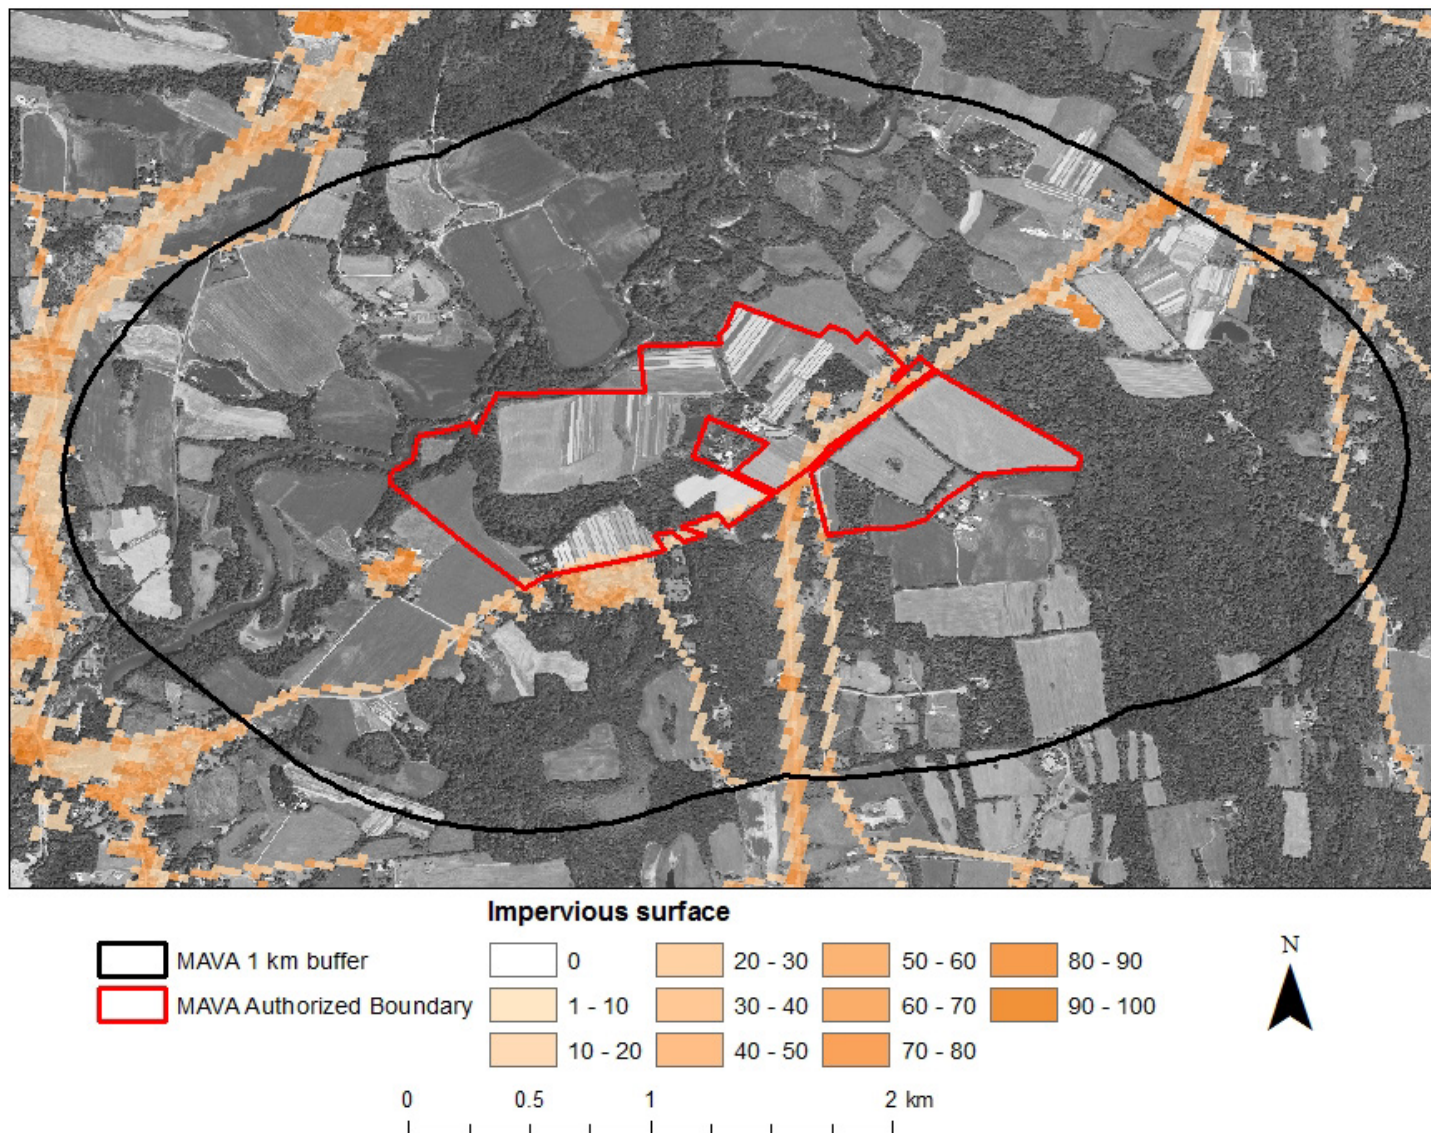 Impervious surface
MAVA 1 km buffer
MAVA Authorized Boundary
0
1 - 10
10 - 20
20 - 30
30 - 40
40 - 50
50 - 60
60 - 70
70 - 80
80 - 90
90 - 100
N
0 0.5 1 2 km